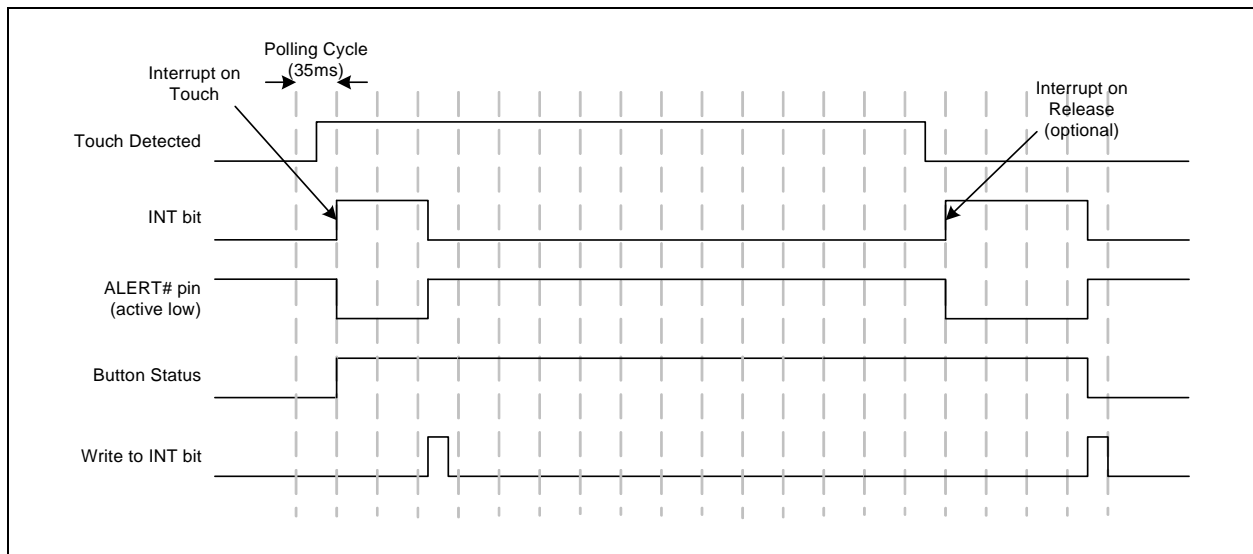 Polling Cycle
(35ms)
Interrupt on
Touch
Interrupt on
Release
(optional)
Touch Detected
INT bit
ALERT# pin
(active low)
Button Status
Write to INT bit